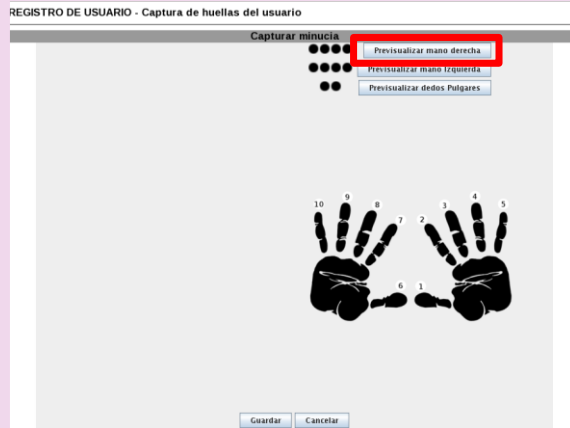 REGISTRO DE USUARIO - Captura de huellas del usuario
Capturar minucia
Previsualizar mano derecha
Previsualizar mano Izquierda
Previsualizar dedos Pulgares
10 9 8 7 2 3 4 5
6 1
Guardar Cancelar